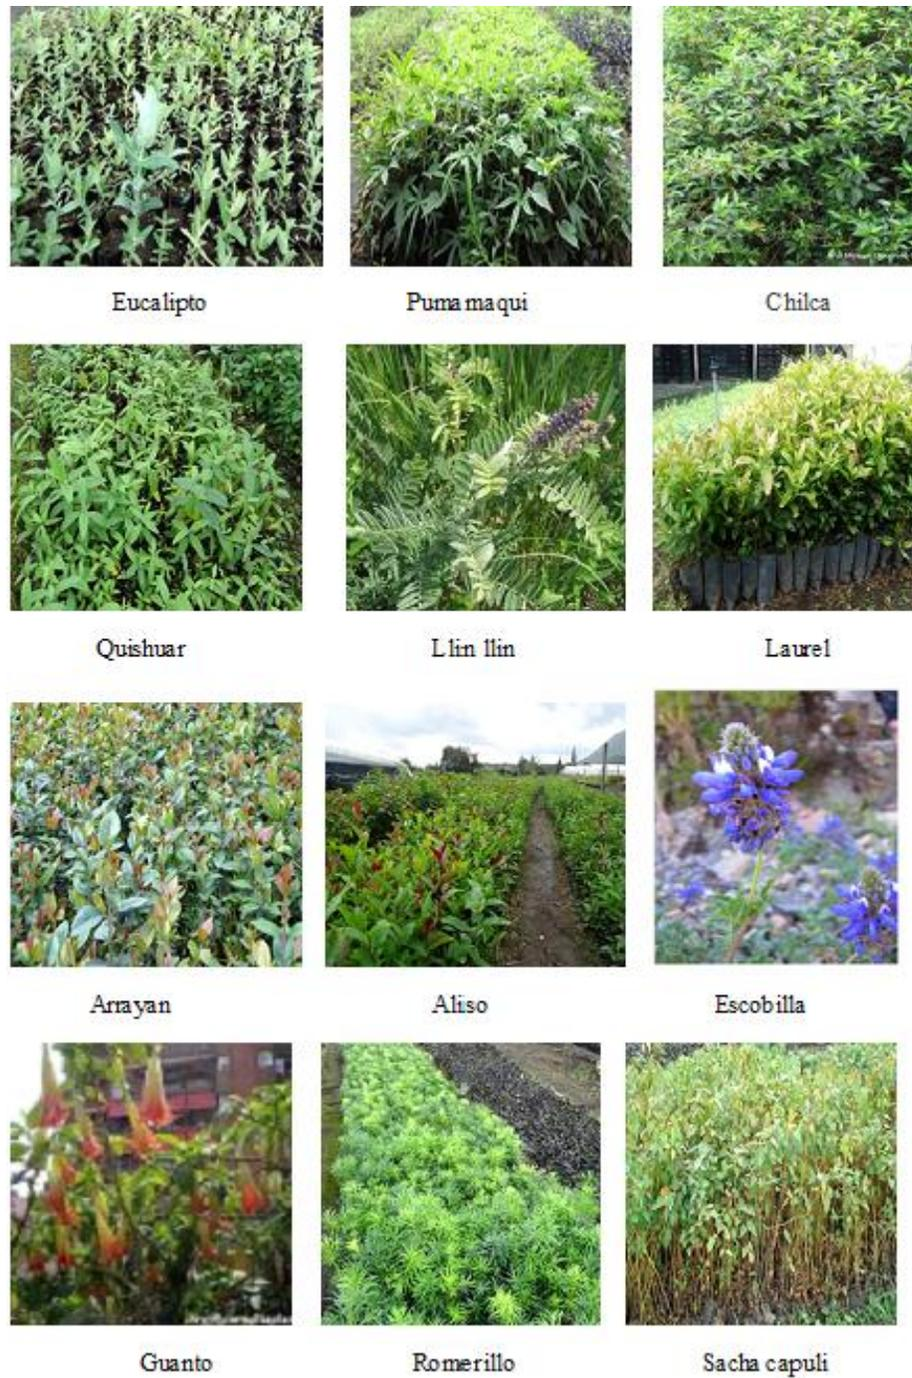 Eucalipto
Pumamaqui
Chilca
Quishuar
Llin llin
Laurel
Arrayan
Aliso
Escobilla
Guanto
Romerillo
Sacha capuli